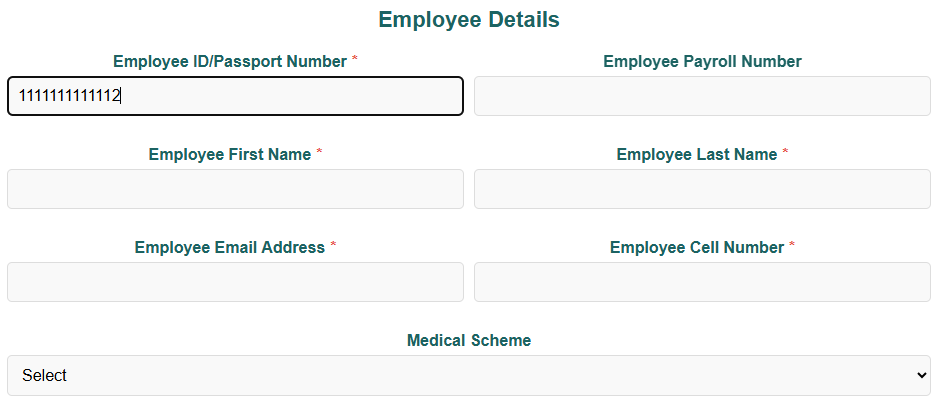 Employee Details
Employee ID/Passport Number *
Employee Payroll Number
1111111111112
Employee First Name *
Employee Last Name *
Employee Email Address *
Employee Cell Number *
Medical Scheme
Select